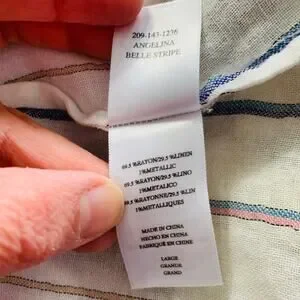 209-143-1236
ANGELINA
BELLE STRIPE
69.5 %RAYON/29.5 %LINEN
1%METALLIC
69.5 %RAYON/29.5 %LINO
1%METALICO
69.5 %RAYONNE/29.5 %LIN
1%METALLIQUES
MADE IN CHINA
HECHO EN CHINA
FABRIQUE EN CHINE
LARGE
GRANDE
GRAND